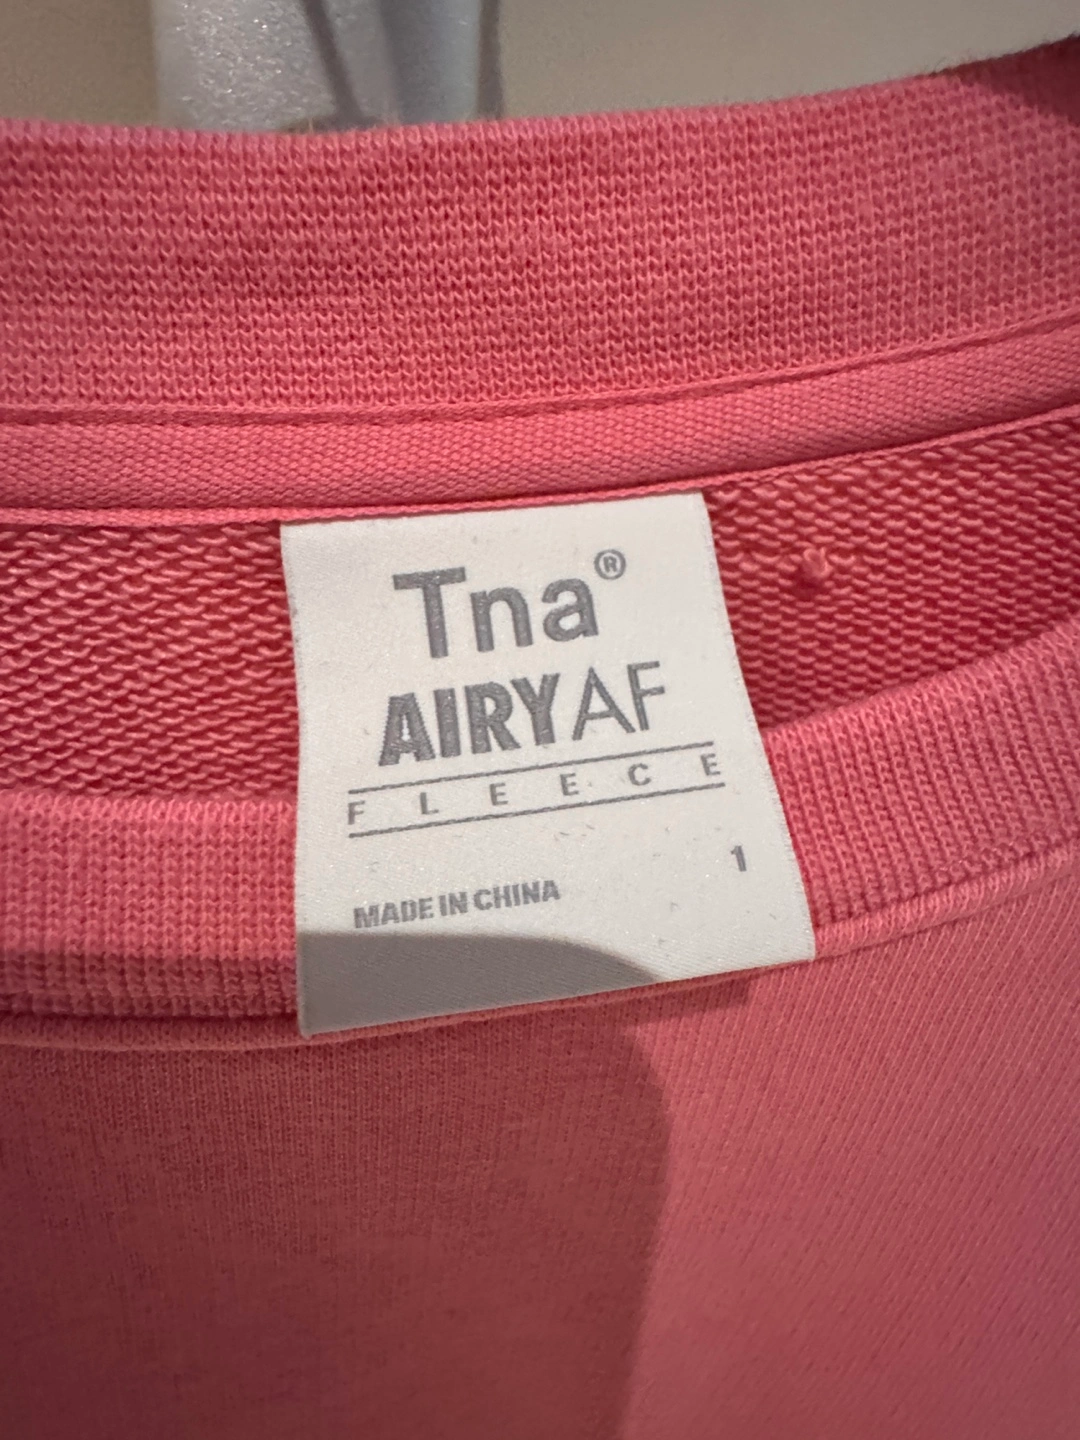 Tna®
AIRYAF
FLEECE
1
MADE IN CHINA